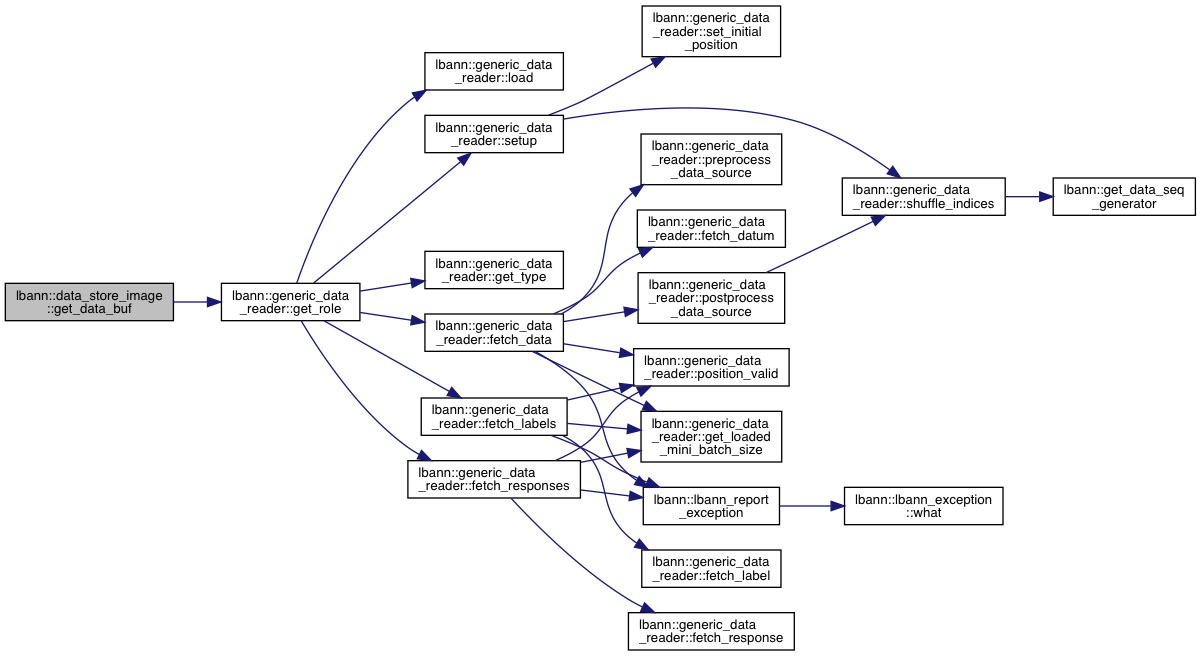 lbann::data_store_image
::get_data_buf
lbann::generic_data
_reader::get_role
lbann::generic_data
_reader::load
lbann::generic_data
_reader::setup
lbann::generic_data
_reader::get_type
lbann::generic_data
_reader::fetch_data
lbann::generic_data
_reader::fetch_labels
lbann::generic_data
_reader::fetch_responses
lbann::generic_data
_reader::set_initial
_position
lbann::generic_data
_reader::preprocess
_data_source
lbann::generic_data
_reader::fetch_datum
lbann::generic_data
_reader::postprocess
_data_source
lbann::generic_data
_reader::position_valid
lbann::generic_data
_reader::get_loaded
_mini_batch_size
lbann::lbann_report
_exception
lbann::generic_data
_reader::fetch_label
lbann::generic_data
_reader::fetch_response
lbann::generic_data
_reader::shuffle_indices
lbann::lbann_exception
::what
lbann::get_data_seq
_generator